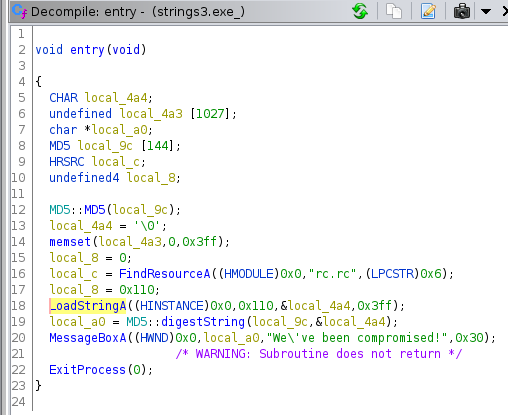 Decompile: entry - (strings3.exe_)
1
2 void entry(void)
3
4 {
5 CHAR local_4a4;
6 undefined local_4a3 [1027];
7 char *local_a0;
8 MD5 local_9c [144];
9 HRSRC local_c;
10 undefined4 local_8;
11
12 MD5::MD5(local_9c);
13 local_4a4 = '\0';
14 memset(local_4a3,0,0x3ff);
15 local_8 = 0;
16 local_c = FindResourceA((HMODULE)0x0,"rc.rc",(LPCSTR)0x6);
17 local_8 = 0x110;
18 LoadStringA((HINSTANCE)0x0,0x110,&local_4a4,0x3ff);
19 local_a0 = MD5::digestString(local_9c,&local_4a4);
20 MessageBoxA((HWND)0x0,local_a0,"We\'ve been compromised!",0x30);
21 /* WARNING: Subroutine does not return */
22 ExitProcess(0);
23 }
24